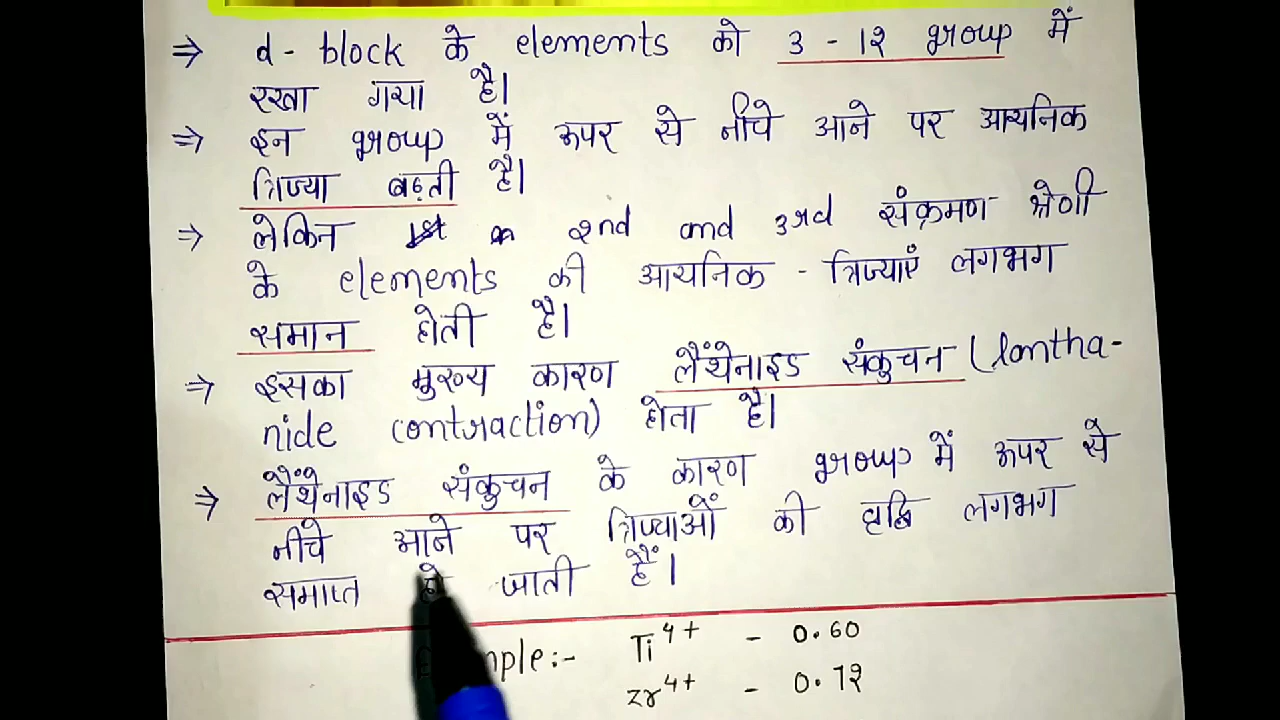 ⇒ d - block के elements को 3 - 12 group में
रखा गया है।
⇒ इन group में ऊपर से नीचे आने पर आयनिक
त्रिज्या बढ़ती है।
⇒ लेकिन 2nd and 3rd संक्रमण श्रेणी
के elements की आयनिक - त्रिज्याएँ लगभग
समान होती है।
⇒ इसका मुख्य कारण लैंथेनाइड संकुचन (lantha-
nide contraction) होता है।
⇒ लैंथेनाइड संकुचन के कारण group में ऊपर से
नीचे आने पर त्रिज्याओं की वृद्धि लगभग
समाप्त हो जाती हैं।
Ti⁴⁺ - 0.60
Zr⁴⁺ - 0.72